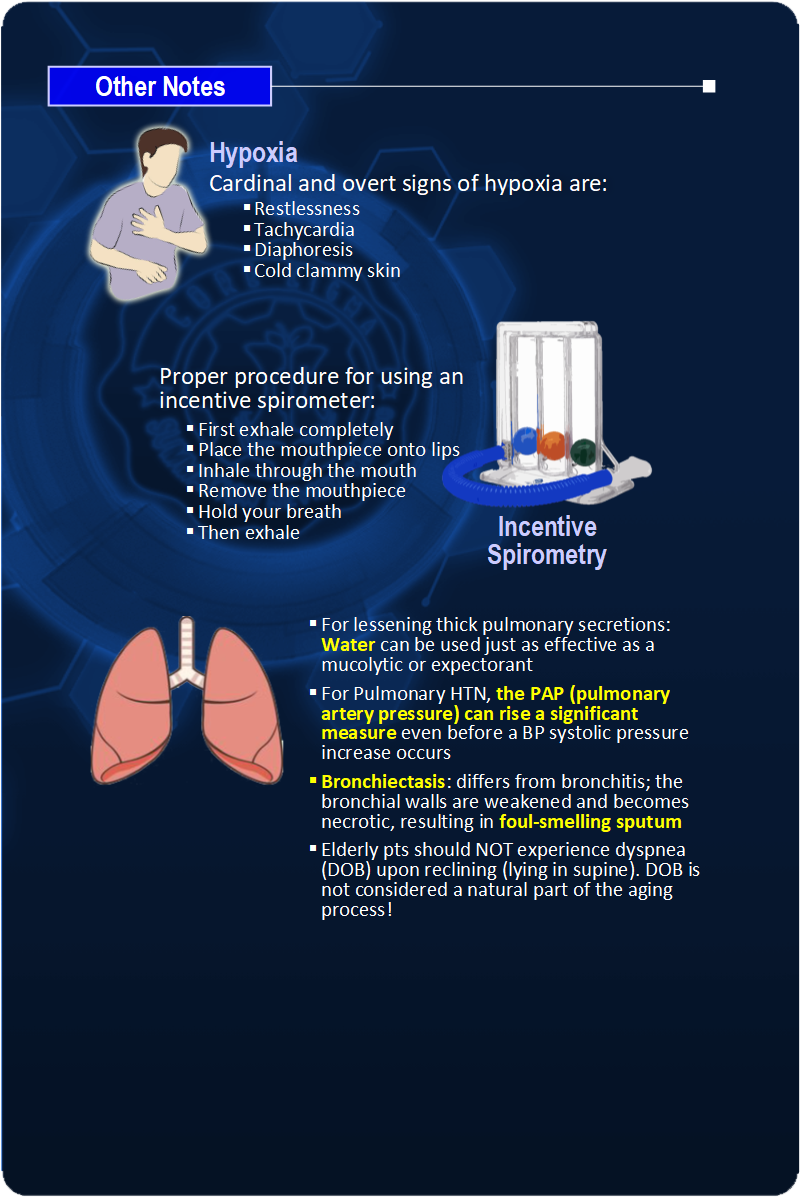 Other Notes
Hypoxia
Cardinal and overt signs of hypoxia are:
▪ Restlessness
▪ Tachycardia
▪ Diaphoresis
▪ Cold clammy skin
Proper procedure for using an
incentive spirometer:
▪ First exhale completely
▪ Place the mouthpiece onto lips
▪ Inhale through the mouth
▪ Remove the mouthpiece
▪ Hold your breath
▪ Then exhale
Incentive
Spirometry
▪ For lessening thick pulmonary secretions:
Water can be used just as effective as a
mucolytic or expectorant
▪ For Pulmonary HTN, the PAP (pulmonary
artery pressure) can rise a significant
measure even before a BP systolic pressure
increase occurs
▪ Bronchiectasis: differs from bronchitis; the
bronchial walls are weakened and becomes
necrotic, resulting in foul-smelling sputum
▪ Elderly pts should NOT experience dyspnea
(DOB) upon reclining (lying in supine). DOB is
not considered a natural part of the aging
process!